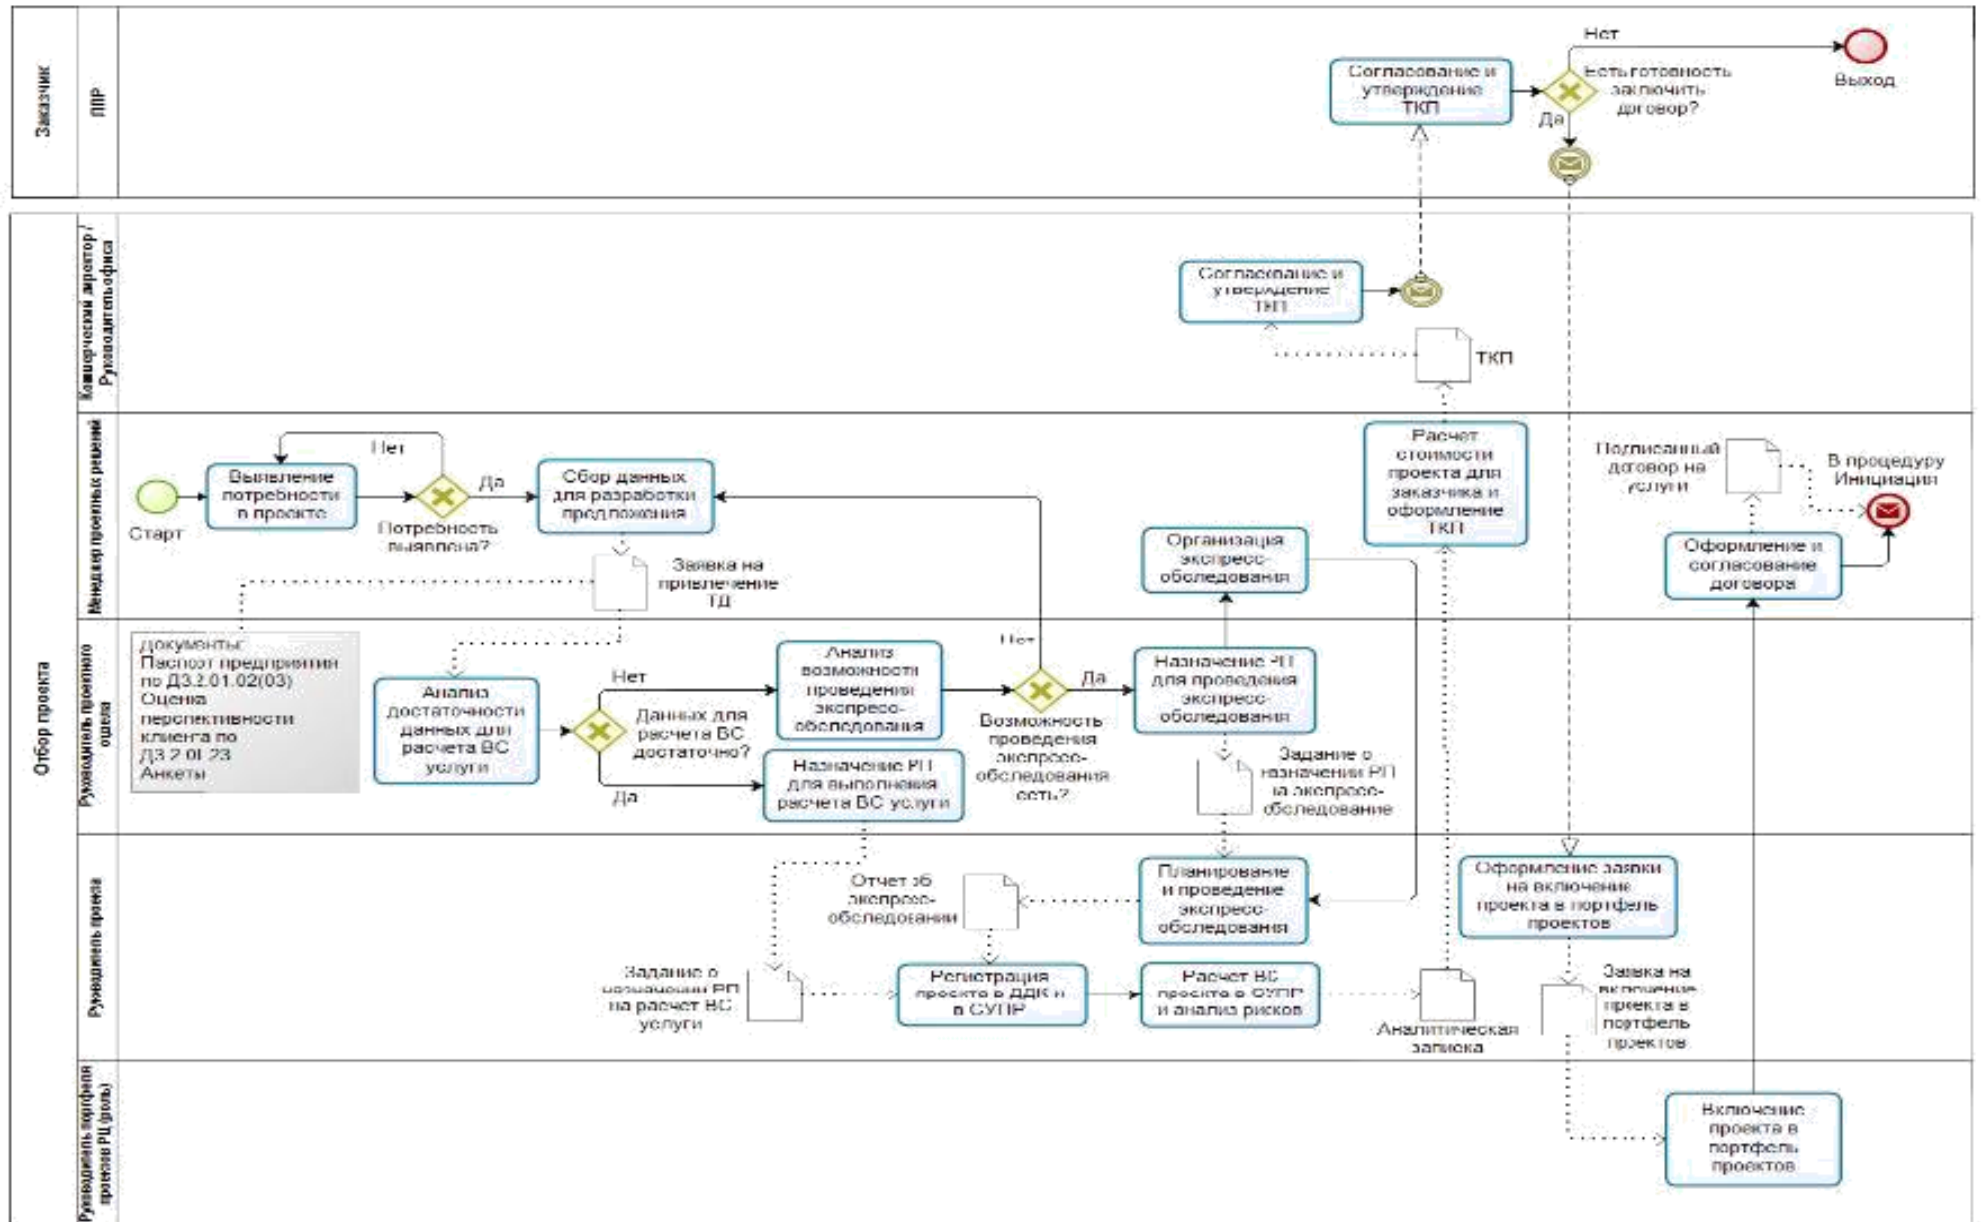 Заказчик
ЛПР
Согласование и
утверждение
ТКП
Есть готовность
заключить
договор?
Нет
Да
Выход
Отбор проекта
Коммерческий директор /
Руководитель офиса
Согласование и
утверждение
ТКП
ТКП
Менеджер проектных решений
Старт
Выявление
потребности
в проекте
Нет
Потребность
выявлена?
Да
Сбор данных
для разработки
предложения
Заявка на
привлечение
ТД
Организация
экспресс-
обследования
Расчет
стоимости
проекта для
заказчика и
оформление
ТКП
Подписанный
договор на
услуги
В процедуру
Инициация
Оформление и
согласование
договора
Руководитель проектного
отдела
Документы:
Паспорт предприятия
по Д3.2.01.02(03)
Оценка
перспективности
клиента по
Анкеты
Анализ
достаточности
данных для
расчета ВС
услуги
Нет
Данных для
расчета ВС
достаточно?
Да
Анализ
возможности
проведения
экспресс-
обследования
Назначение РП
для выполнения
расчета ВС услуги
Нет
Возможность
проведения
экспресс-
обследования
есть?
Да
Назначение РП
для проведения
экспресс-
обследования
Задание о
назначении РП
на экспресс-
обследование
Руководитель проекта
Отчет об
экспресс-
обследовании
Планирование
и проведение
экспресс-
обследования
Оформление заявки
на включение
проекта в портфель
проектов
Задание о
назначении РП
на расчет ВС
услуги
Регистрация
проекта в ДДК и
в СУПР
Расчет ВС
проекта в СУПР
и анализ рисков
Аналитическая
записка
Заявка на
включение
проекта в
портфель
проектов
Руководитель портфеля
проектов РЦ (роль)
Включение
проекта в
портфель
проектов